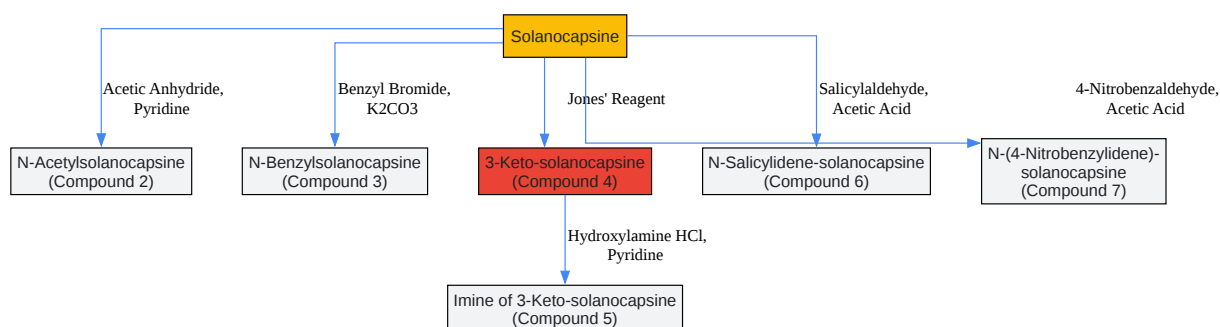 Solanocapsine
Acetic Anhydride,
Pyridine
Benzyl Bromide,
K2CO3
Jones' Reagent
Salicylaldehyde,
Acetic Acid
4-Nitrobenzaldehyde,
Acetic Acid
N-Acetylsolanocapsine
(Compound 2)
N-Benzylsolanocapsine
(Compound 3)
3-Keto-solanocapsine
(Compound 4)
N-Salicylidene-solanocapsine
(Compound 6)
N-(4-Nitrobenzylidene)-
solanocapsine
(Compound 7)
Hydroxylamine HCl,
Pyridine
Imine of 3-Keto-solanocapsine
(Compound 5)